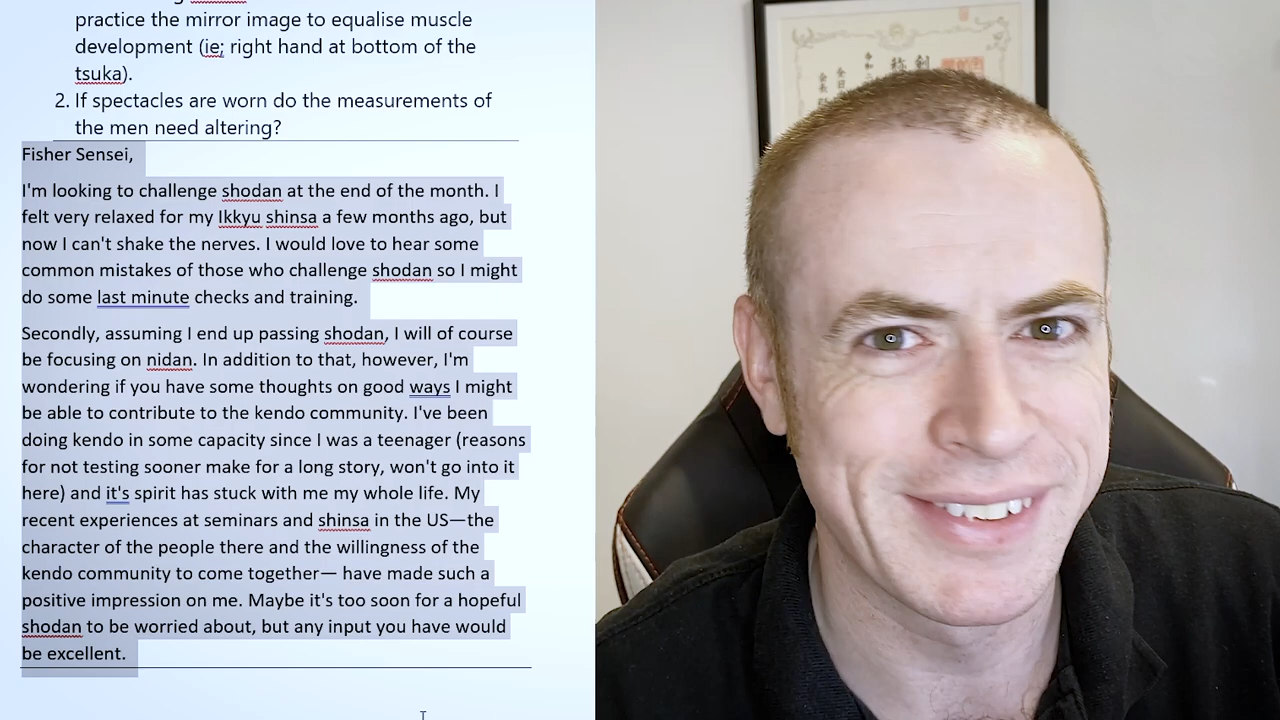 practice the mirror image to equalise muscle
development (ie; right hand at bottom of the
tsuka).
2. If spectacles are worn do the measurements of
the men need altering?
Fisher Sensei,
I'm looking to challenge shodan at the end of the month. I
felt very relaxed for my Ikkyu shinsa a few months ago, but
now I can't shake the nerves. I would love to hear some
common mistakes of those who challenge shodan so I might
do some last minute checks and training.
Secondly, assuming I end up passing shodan, I will of course
be focusing on nidan. In addition to that, however, I'm
wondering if you have some thoughts on good ways I might
be able to contribute to the kendo community. I've been
doing kendo in some capacity since I was a teenager (reasons
for not testing sooner make for a long story, won't go into it
here) and it's spirit has stuck with me my whole life. My
recent experiences at seminars and shinsa in the US—the
character of the people there and the willingness of the
kendo community to come together— have made such a
positive impression on me. Maybe it's too soon for a hopeful
shodan to be worried about, but any input you have would
be excellent.